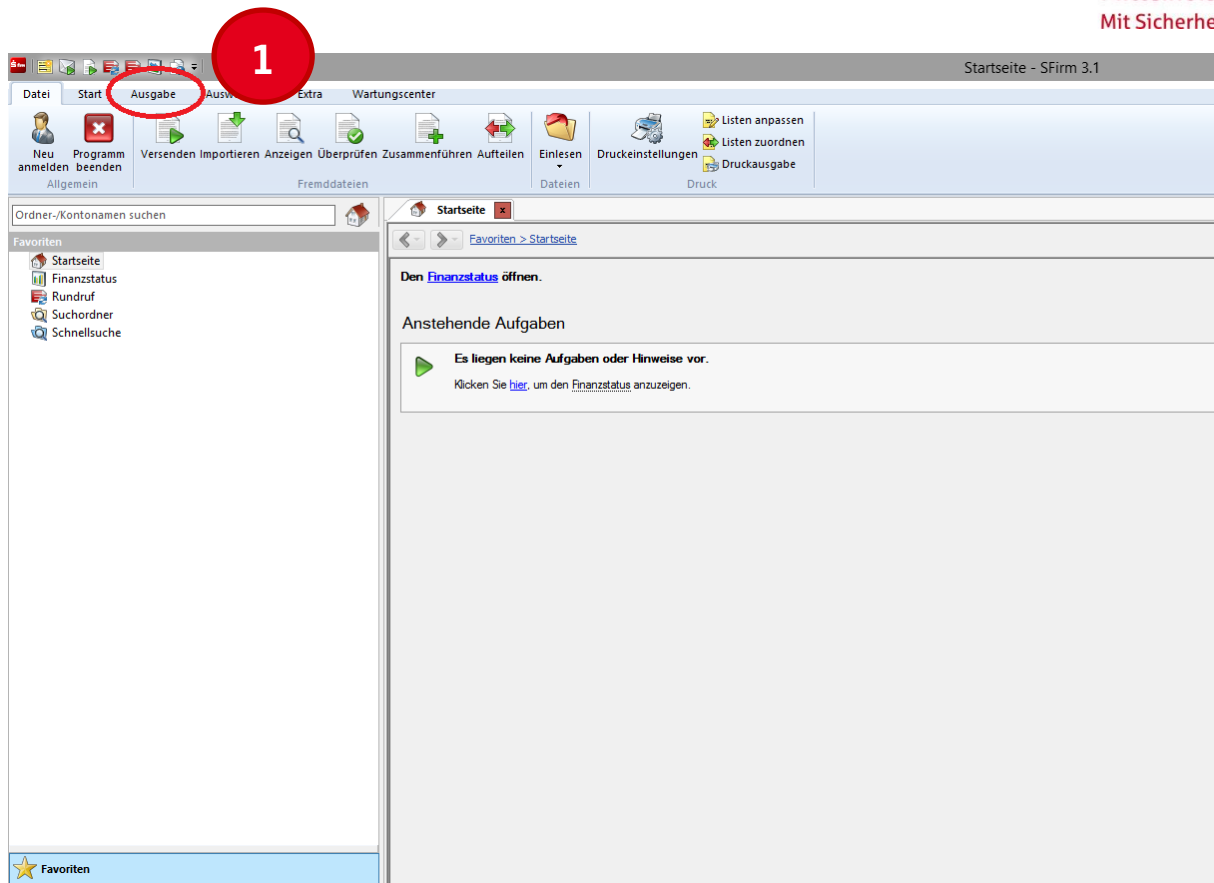 Mit Sicherhe
1
Startseite - SFirm 3.1
Datei Start Ausgabe Extra Wartungscenter
Neu anmelden
Programm beenden
Versenden Importieren Anzeigen Überprüfen Zusammenführen Aufteilen
Einlesen
Druckeinstellungen
Listen anpassen
Listen zuordnen
Druckausgabe
Allgemein Fremddateien Dateien Druck
Ordner-/Kontonamen suchen
Favoriten
Startseite
Finanzstatus
Rundruf
Suchordner
Schnellsuche
Favoriten
Startseite x
Favoriten > Startseite
Den Finanzstatus öffnen.
Anstehende Aufgaben
Es liegen keine Aufgaben oder Hinweise vor.
Klicken Sie hier, um den Finanzstatus anzuzeigen.